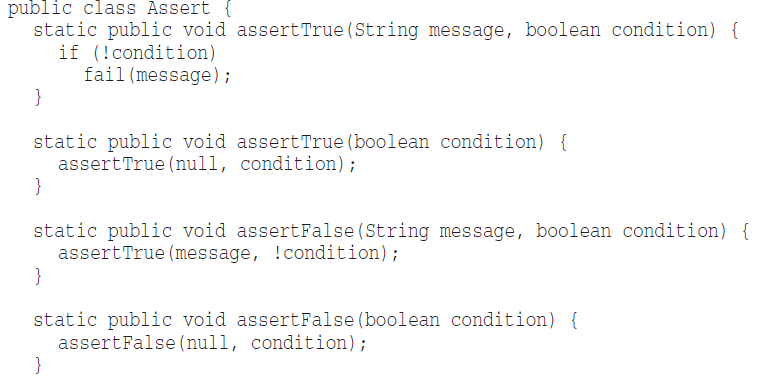 public class Assert {
static public void assertTrue(String message, boolean condition) {
if (!condition)
fail(message);
}
static public void assertTrue(boolean condition) {
assertTrue(null, condition);
}
static public void assertFalse(String message, boolean condition) {
assertTrue(message, !condition);
}
static public void assertFalse(boolean condition) {
assertFalse(null, condition);
}